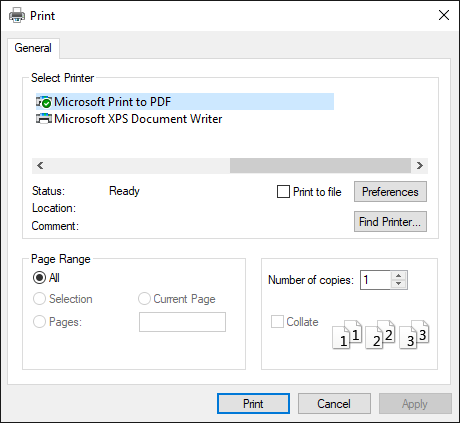 Print
General
Select Printer
Microsoft Print to PDF
Microsoft XPS Document Writer
Status: Ready
Print to file
Preferences
Location:
Comment:
Find Printer...
Page Range
All
Selection
Current Page
Pages:
Number of copies: 1
Collate
1 1 2 2 3 3
Print
Cancel
Apply